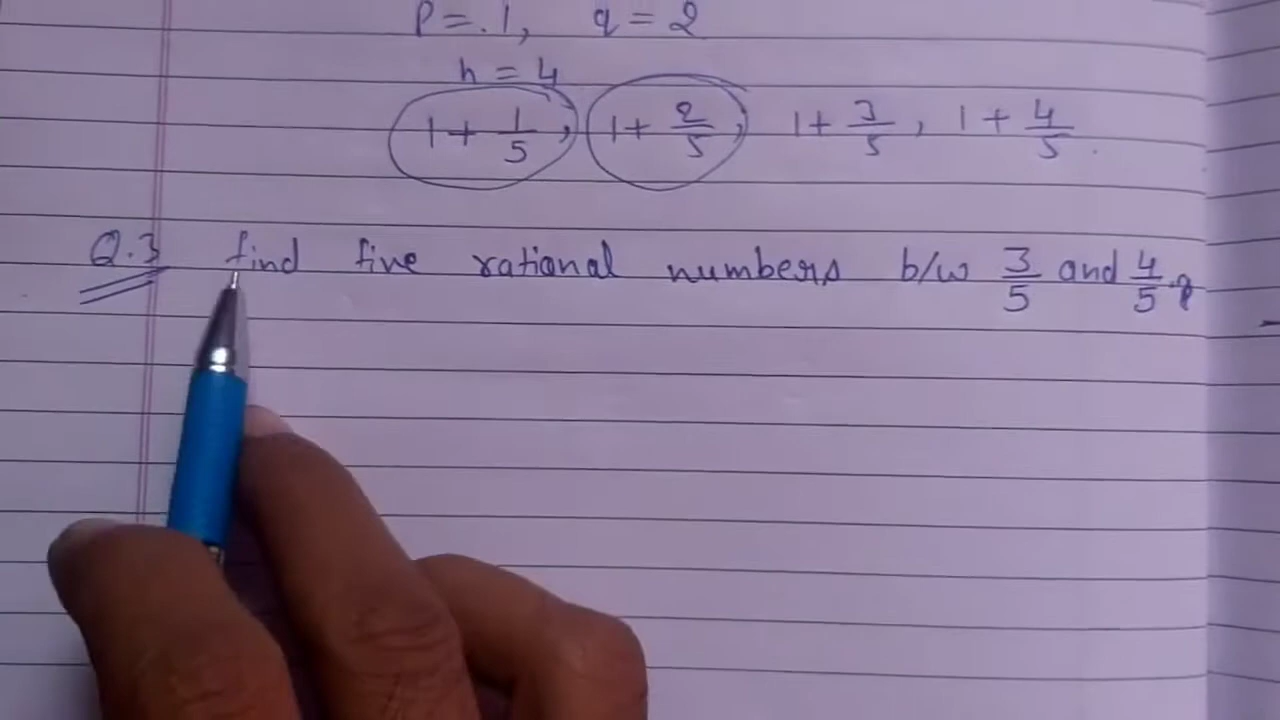 P = . 1, q = 2
n = 4
1 + 1/5, 1 + 2/5, 1 + 3/5, 1 + 4/5.
Q.3 find five rational numbers b/w 3/5 and 4/5 .?